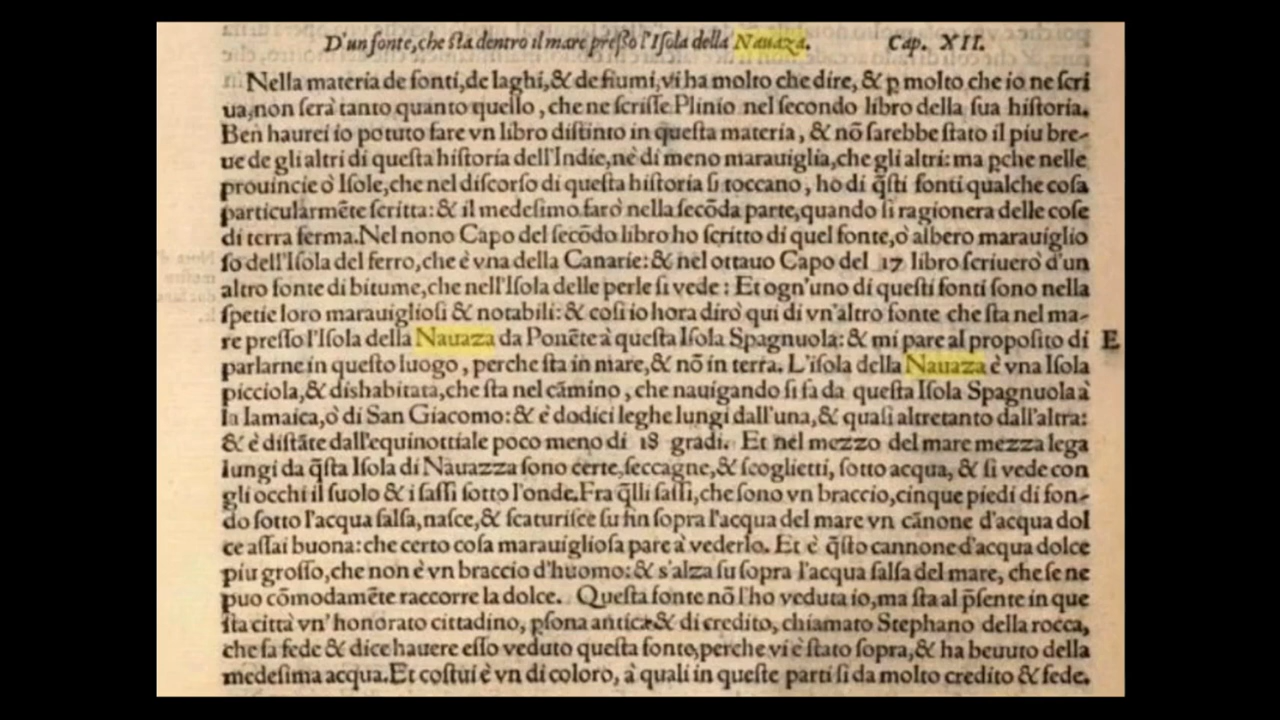 D'un fonte, che sta dentro il mare presso l'Isola della Nauaza. Cap. XII.
Nella materia de fonti, de laghi, & de fiumi, vi ha molto che dire, & ꝑ molto che io ne scri
ua, non serà tanto quanto quello, che ne scrisse Plinio nel secondo libro della sua historia.
Ben haurei io potuto fare vn libro distinto in questa materia, & nō sarebbe stato il piu bre-
ue de gli altri di questa historia dell'Indie, nè di meno marauiglia, che gli altri: ma ꝑche nelle
prouincie ò Isole, che nel discorso di questa historia si toccano, ho di q̃sti fonti qualche cosa
particularmēte scritta: & il medesimo farò nella secōda parte, quando si ragionera delle cose
di terra ferma. Nel nono Capo del secōdo libro ho scritto di quel fonte, ò albero marauiglio
so dell'Isola del ferro, che è vna della Canarie: & nel ottauo Capo del 17 libro scriuerò d'un
altro fonte di bitume, che nell'Isola delle perle si vede: Et ogn'uno di questi fonti sono nella
spetie loro marauigliosi & notabili: & cosi io hora dirò qui di vn'altro fonte che sta nel ma-
re presso l'Isola della Nauaza da Ponēte à questa Isola Spagnuola: & mi pare al proposito di E
parlarne in questo luogo, perche sta in mare, & nō in terra. L'isola della Nauaza è vna Isola
picciola, & dishabitata, che sta nel cāmino, che nauigando si fa da questa Isola Spagnuola à
la Iamaica, ò di San Giacomo: & è dodici leghe lungi dall'una, & quasi altretanto dall'altra:
& è distāte dall'equinottiale poco meno di 18 gradi. Et nel mezzo del mare mezza lega
lungi da q̃sta Isola di Nauazza sono certe, seccagne, & scoglietti, sotto acqua, & si vede con
gli occhi il suolo & i sassi sotto l'onde. Fra q̃lli sassi, che sono vn braccio, cinque piedi di fon-
do sotto l'acqua salsa, nasce, & scaturisce su fin sopra l'acqua del mare vn cānone d'acqua dol
ce assai buona: che certo cosa marauigliosa pare à vederlo. Et è q̃sto cannone d'acqua dolce
piu grosso, che non è vn braccio d'huomo: & s'alza su sopra l'acqua salsa del mare, che se ne
puo cōmodamēte raccorre la dolce. Questa fonte nō l'ho veduta io, ma sta al p̃sente in que
sta città vn' honorato cittadino, ꝑsona antica & di credito, chiamato Stephano della rocca,
che fa fede & dice hauere esso veduto questa fonte, perche vi è stato sopra, & ha beuuto della
medesima acqua. Et costui è vn di coloro, à quali in queste parti si da molto credito & fede.